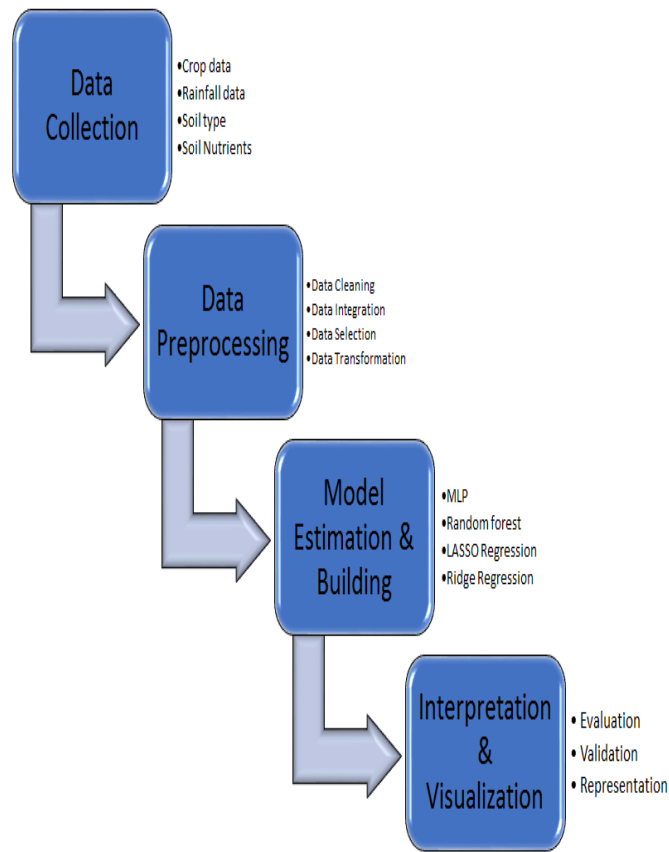 Data
Collection
•Crop data
•Rainfall data
•Soil type
•Soil Nutrients
Data
Preprocessing
•Data Cleaning
•Data Integration
•Data Selection
•Data Transformation
Model
Estimation &
Building
•MLP
•Random forest
•LASSO Regression
•Ridge Regression
Interpretation
&
Visualization
• Evaluation
• Validation
• Representation